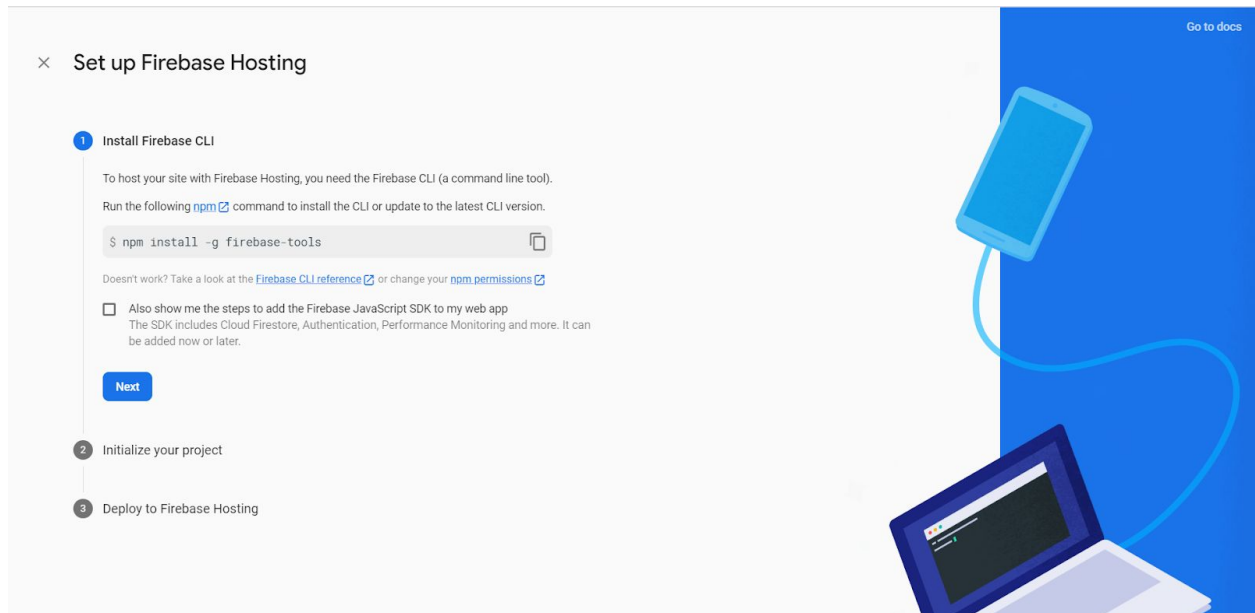 Go to docs
Set up Firebase Hosting
1 Install Firebase CLI
To host your site with Firebase Hosting, you need the Firebase CLI (a command line tool).
Run the following npm command to install the CLI or update to the latest CLI version.
$ npm install -g firebase-tools
Doesn't work? Take a look at the Firebase CLI reference or change your npm permissions
Also show me the steps to add the Firebase JavaScript SDK to my web app
The SDK includes Cloud Firestore, Authentication, Performance Monitoring and more. It can
be added now or later.
Next
2 Initialize your project
3 Deploy to Firebase Hosting